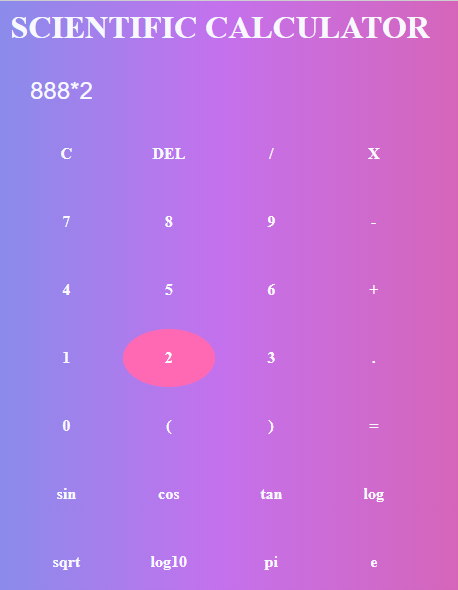 SCIENTIFIC CALCULATOR
888*2
C DEL / X
7 8 9 -
4 5 6 +
1 2 3 .
0 ( ) =
sin cos tan log
sqrt log10 pi e